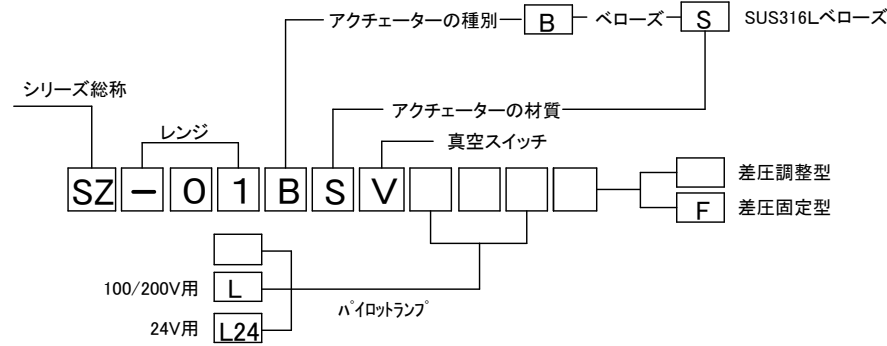 アクチェーターの種別 B ベローズ S SUS316Lベローズ
シリーズ総称
アクチェーターの材質
レンジ
真空スイッチ
SZ - 0 1 B S V
差圧調整型
F 差圧固定型
100/200V用 L
パイロットランプ
24V用 L24